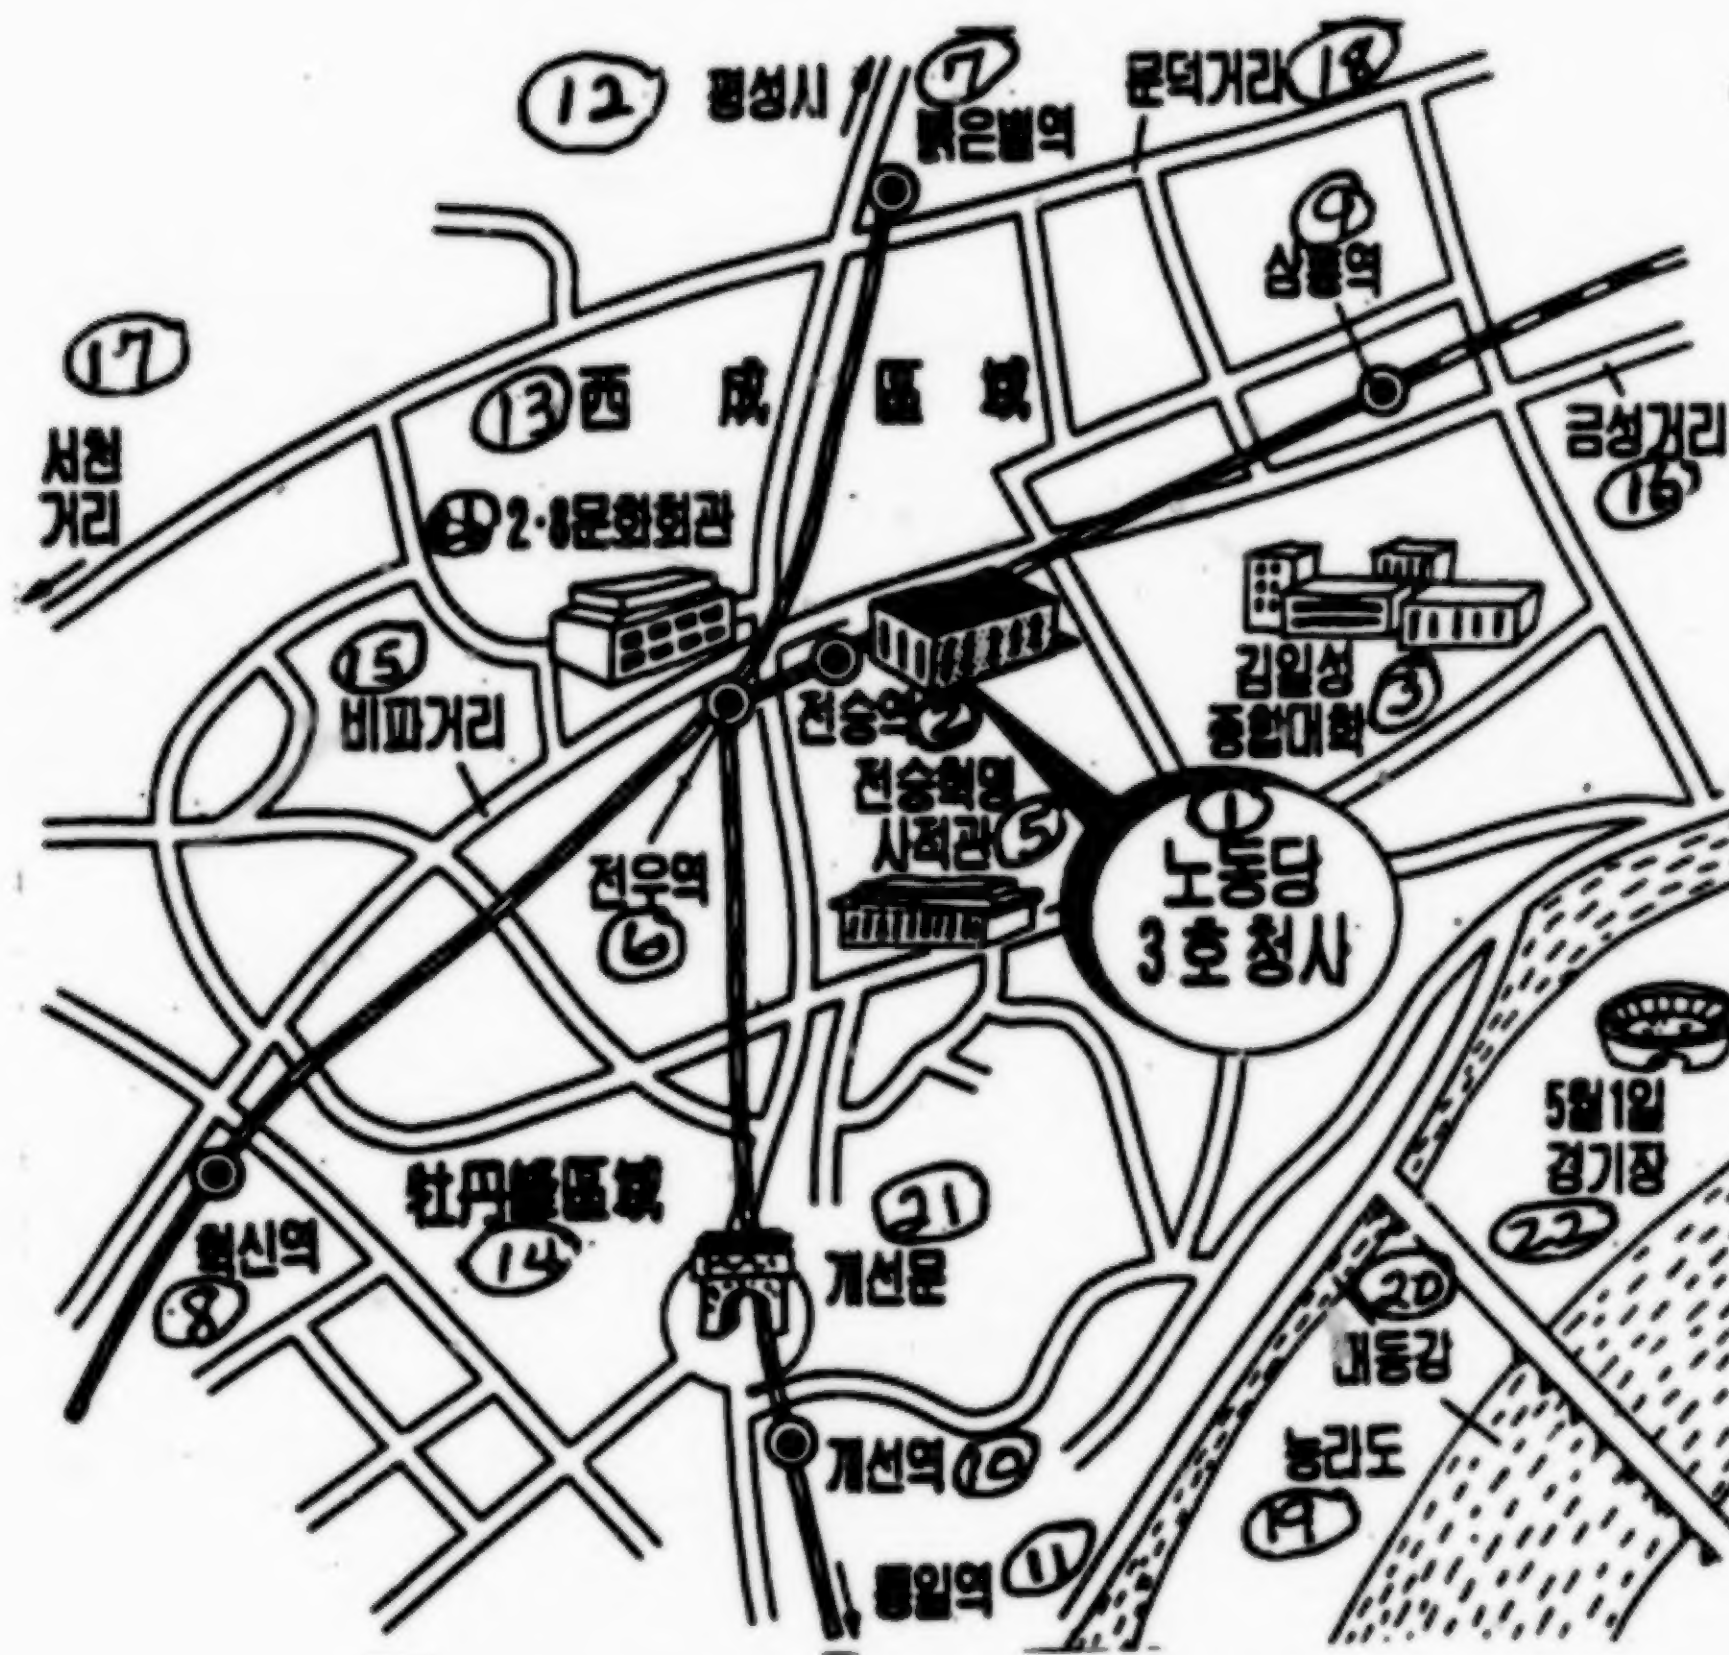 12 평성시
7
붉은별역
문덕거리 18
9
삼흥역
17
서천
거리
13 西成區域
2·8문화회관
금성거리
16
15
비파거리
전승역 2
김일성
종합대학 3
전승혁명
사적관 5
1
노동당
3호청사
전우역
6
5월1일
경기장
22
牡丹峰區域
14
혁신역
8
21
개선문
20
대동강
개선역 10
능라도
19
통일역 11